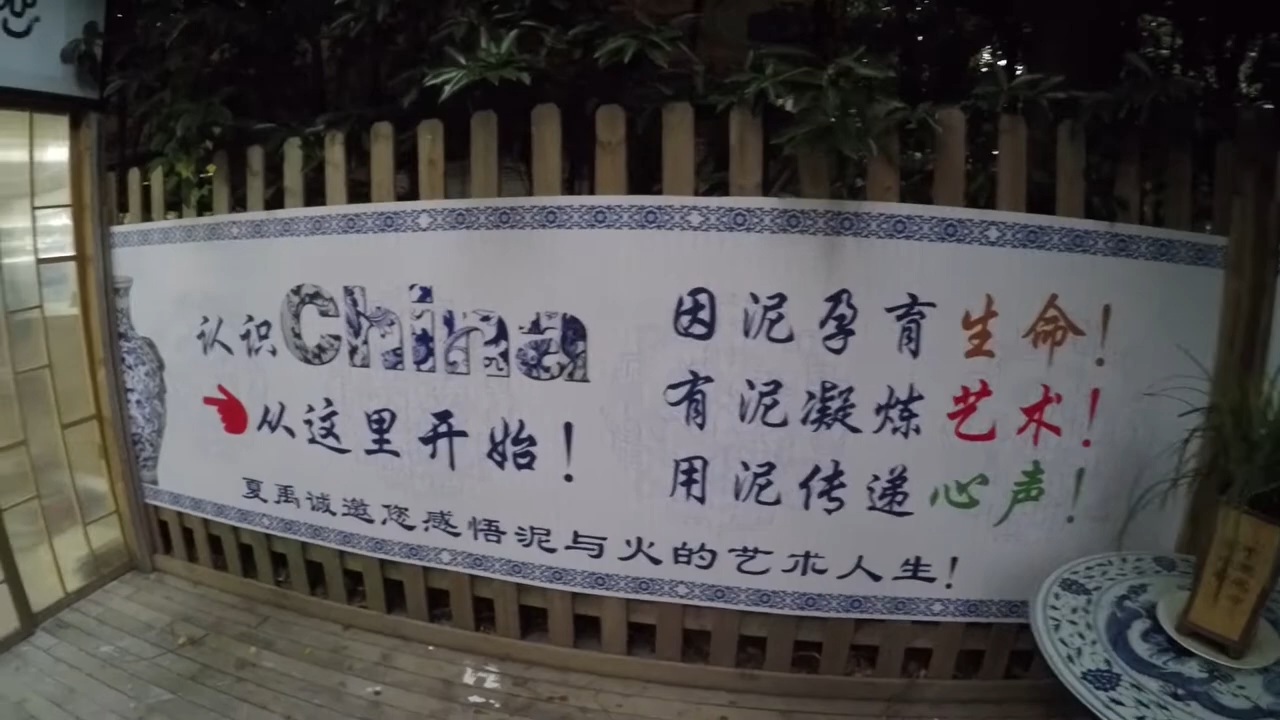 认识China
从这里开始！
因泥孕育生命！
有泥凝炼艺术！
用泥传递心声！
夏禹诚邀您感悟泥与火的艺术人生！